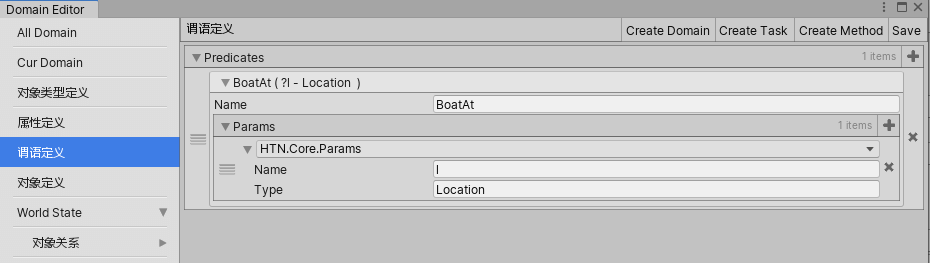 Domain Editor
All Domain
Cur Domain
对象类型定义
属性定义
谓语定义
对象定义
World State
对象关系
谓语定义
Create Domain
Create Task
Create Method
Save
Predicates
1 items
BoatAt ( ?l - Location )
Name
BoatAt
Params
1 items
HTN.Core.Params
Name
l
Type
Location